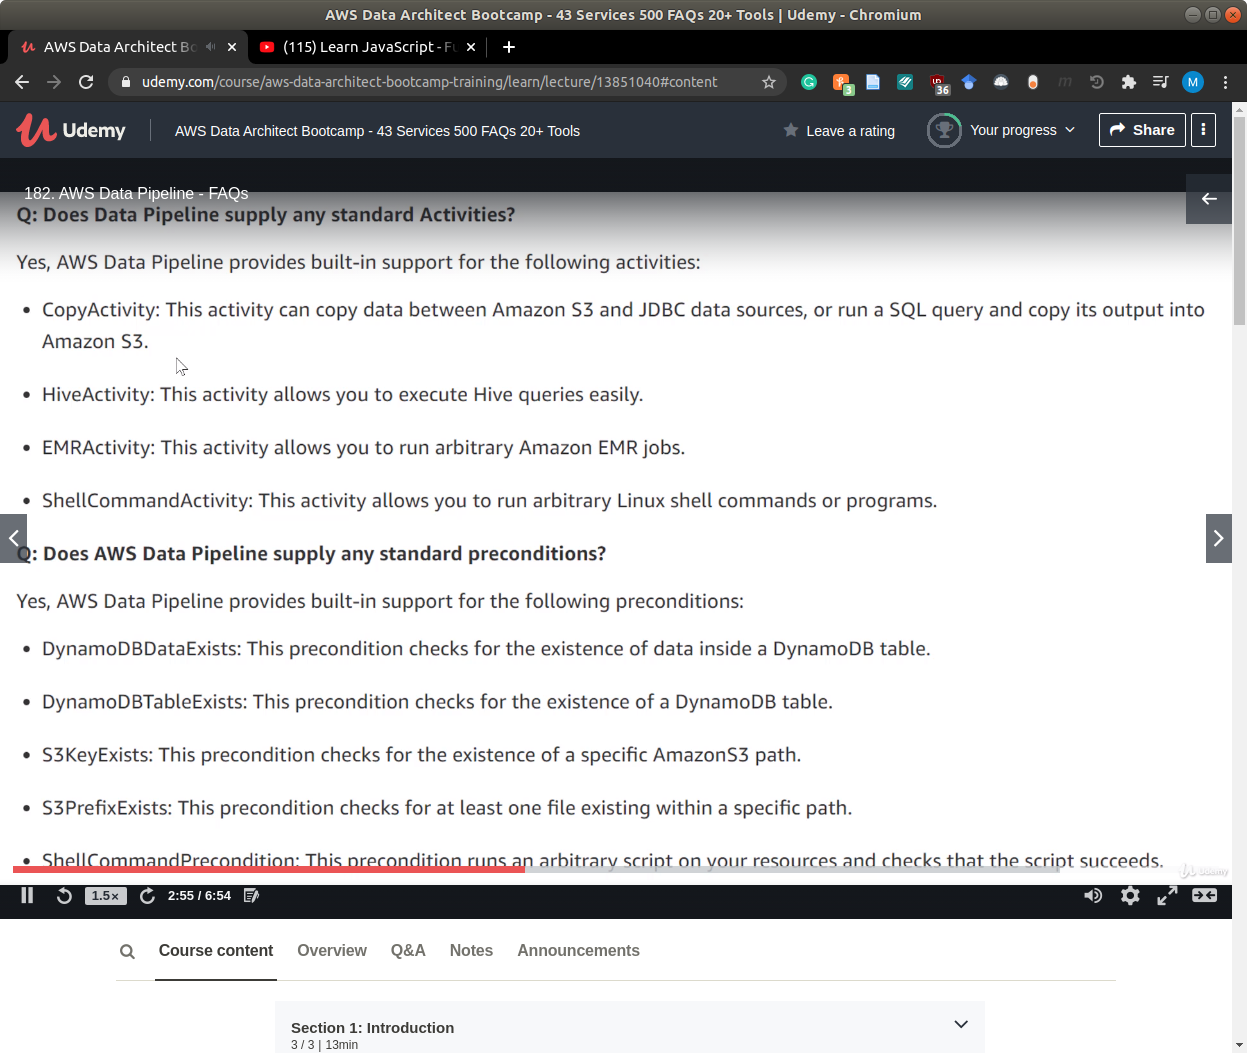 AWS Data Architect Bootcamp - 43 Services 500 FAQs 20+ Tools | Udemy - Chromium
AWS Data Architect Bo
(115) Learn JavaScript - Fu
udemy.com/course/aws-data-architect-bootcamp-training/learn/lecture/13851040#content
3
36
M
Udemy
AWS Data Architect Bootcamp - 43 Services 500 FAQs 20+ Tools
Leave a rating
Your progress
Share
182. AWS Data Pipeline - FAQs
Q: Does Data Pipeline supply any standard Activities?
Yes, AWS Data Pipeline provides built-in support for the following activities:
• CopyActivity: This activity can copy data between Amazon S3 and JDBC data sources, or run a SQL query and copy its output into
Amazon S3.
• HiveActivity: This activity allows you to execute Hive queries easily.
• EMRActivity: This activity allows you to run arbitrary Amazon EMR jobs.
• ShellCommandActivity: This activity allows you to run arbitrary Linux shell commands or programs.
Q: Does AWS Data Pipeline supply any standard preconditions?
Yes, AWS Data Pipeline provides built-in support for the following preconditions:
• DynamoDBDataExists: This precondition checks for the existence of data inside a DynamoDB table.
• DynamoDBTableExists: This precondition checks for the existence of a DynamoDB table.
• S3KeyExists: This precondition checks for the existence of a specific AmazonS3 path.
• S3PrefixExists: This precondition checks for at least one file existing within a specific path.
• ShellCommandPrecondition: This precondition runs an arbitrary script on your resources and checks that the script succeeds.
Udemy
1.5×
2:55 / 6:54
Course content
Overview
Q&A
Notes
Announcements
Section 1: Introduction
3 / 3 | 13min